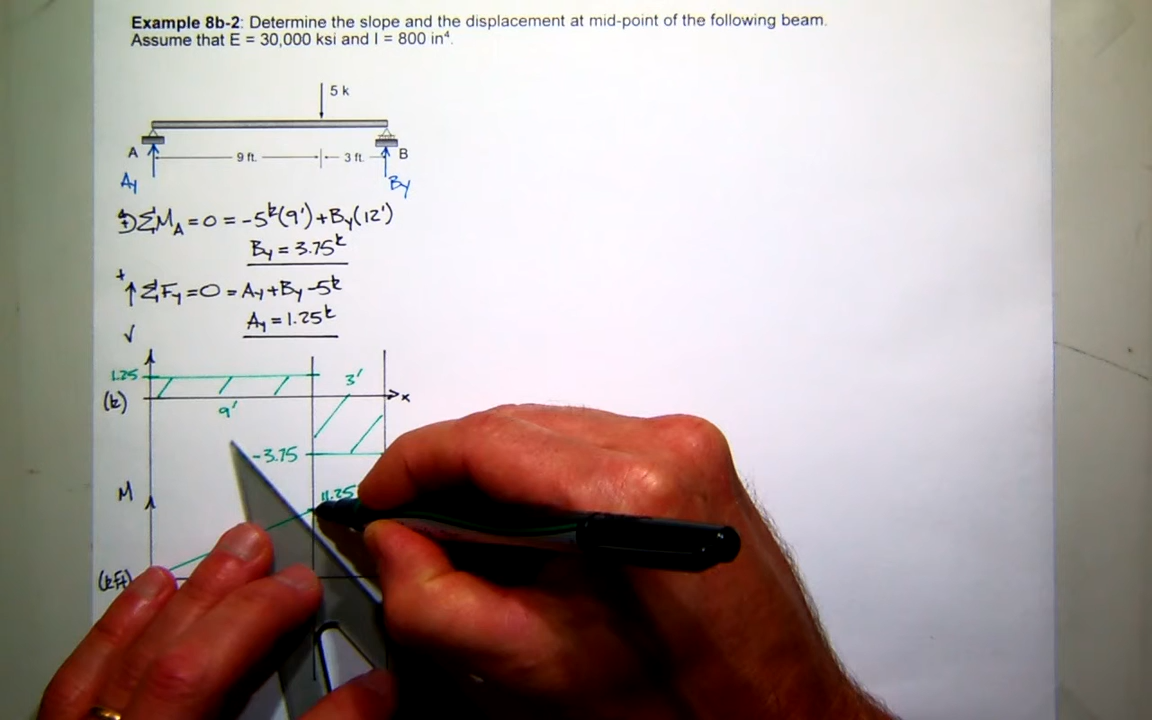 Example 8b-2: Determine the slope and the displacement at mid-point of the following beam.
Assume that E = 30,000 ksi and I = 800 in⁴.
5 k
A
9 ft.
3 ft.
B
Ay
By
+ΣM_A = 0 = -5ᵏ(9') + By(12')
By = 3.75ᵏ
+↑ΣFy = 0 = Ay + By - 5ᵏ
Ay = 1.25ᵏ
V
1.25
3'
(k)
x
9'
-3.75
M
11.25
(kft)